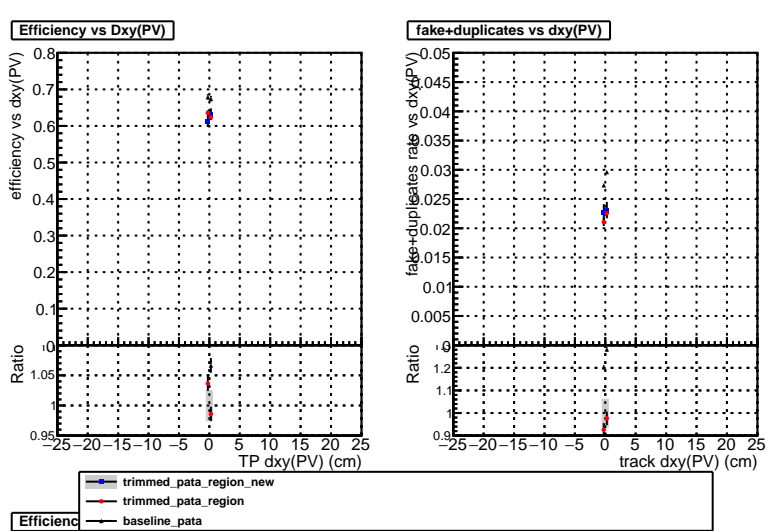 Efficiency vs Dxy(PV)
efficiency vs dxy(PV)
0.8
0.7
0.6
0.5
0.4
0.3
0.2
0.1
Ratio
1.05
1
0.95
−25 −20 −15 −10 −5 0 5 10 15 20 25
TP dxy(PV) (cm)
fake+duplicates vs dxy(PV)
fake+duplicates rate vs dxy(PV)
0.05
0.045
0.04
0.035
0.03
0.025
0.02
0.015
0.01
0.005
0
Ratio
1.2
1.1
1
0.9
−25 −20 −15 −10 −5 0 5 10 15 20 25
track dxy(PV) (cm)
trimmed_pata_region_new
trimmed_pata_region
baseline_pata
Efficienc